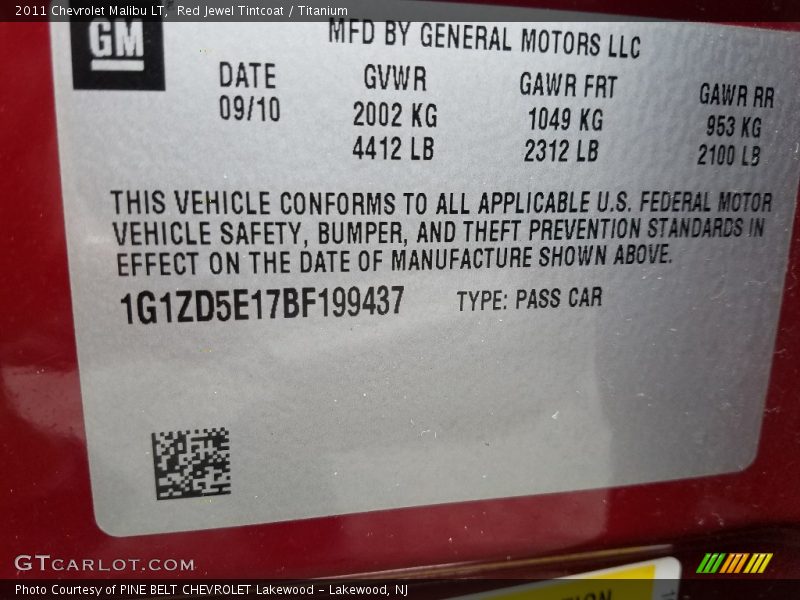 2011 Chevrolet Malibu LT,  Red Jewel Tintcoat / Titanium
GM
MFD BY GENERAL MOTORS LLC
DATE GVWR GAWR FRT GAWR RR
09/10 2002 KG 1049 KG 953 KG
4412 LB 2312 LB 2100 LB
THIS VEHICLE CONFORMS TO ALL APPLICABLE U.S. FEDERAL MOTOR
VEHICLE SAFETY, BUMPER, AND THEFT PREVENTION STANDARDS IN
EFFECT ON THE DATE OF MANUFACTURE SHOWN ABOVE.
1G1ZD5E17BF199437 TYPE: PASS CAR
GTCARLOT.COM
Photo Courtesy of PINE BELT CHEVROLET Lakewood - Lakewood, NJ